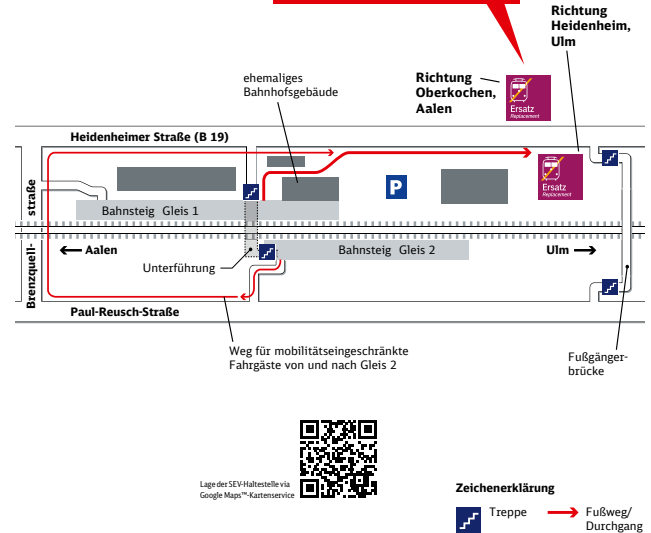 Richtung
Heidenheim,
Ulm
Richtung
Oberkochen,
Aalen
Ersatz
Replacement
ehemaliges
Bahnhofsgebäude
Heidenheimer Straße (B 19)
P
Ersatz
Replacement
Brenzquell-
straße
Bahnsteig Gleis 1
Aalen
Bahnsteig Gleis 2
Ulm
Unterführung
Paul-Reusch-Straße
Weg für mobilitätseingeschränkte
Fahrgäste von und nach Gleis 2
Fußgänger-
brücke
Lage der SEV-Haltestelle via
Google Maps™-Kartenservice
Zeichenerklärung
Treppe
Fußweg/
Durchgang